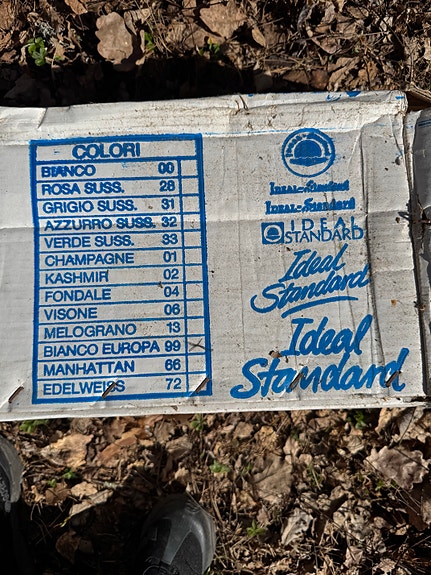 COLORI
BIANCO 00
ROSA SUSS. 28
GRIGIO SUSS. 31
AZZURRO SUSS. 32
VERDE SUSS. 33
CHAMPAGNE 01
KASHMIR 02
FONDALE 04
VISONE 06
MELOGRANO 13
BIANCO EUROPA 99 X
MANHATTAN 66
EDELWEISS 72
IDEAL-Standard
IDEAL-Standard
IDEAL
STANDARD
Ideal
Standard
Ideal
Standard